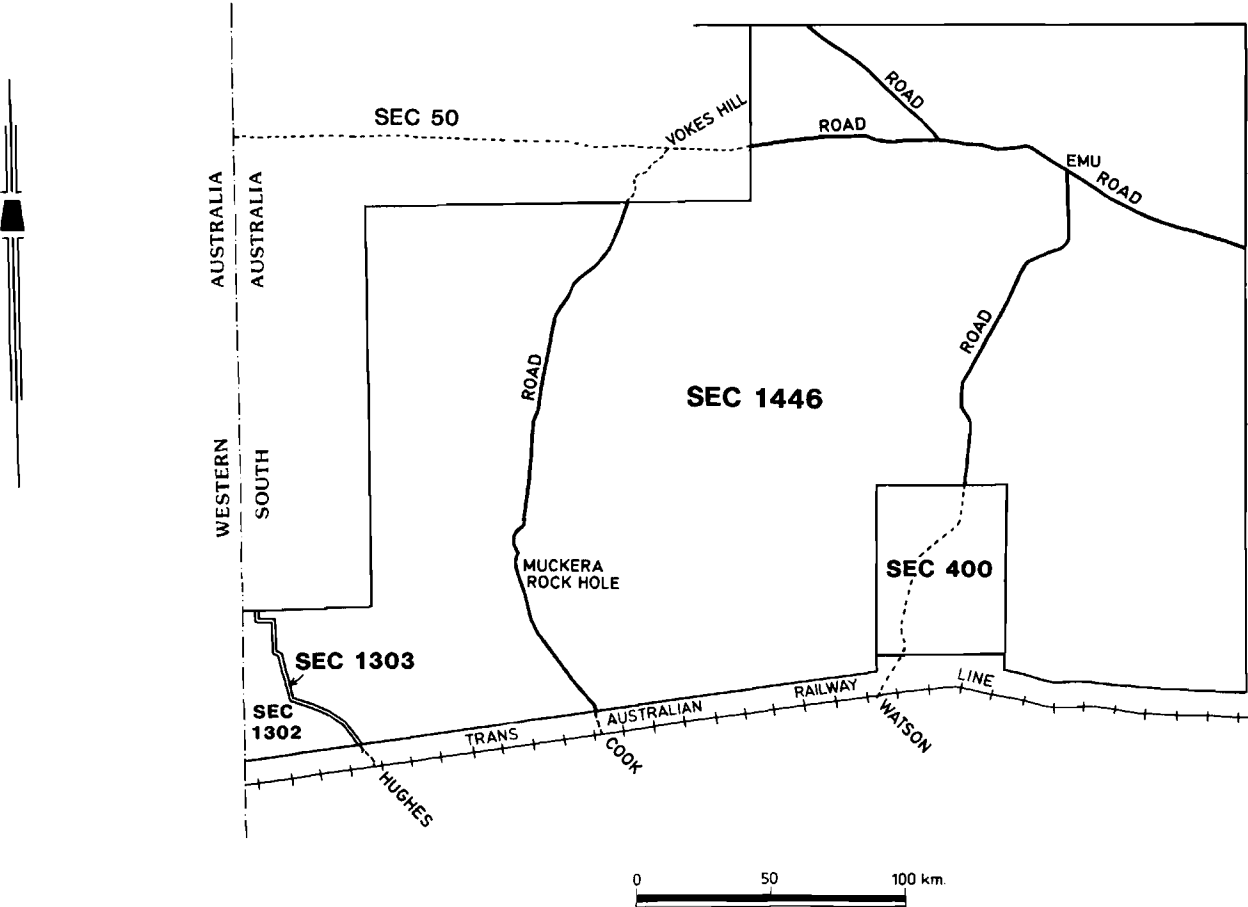 ROAD
SEC 50
VOKES HILL
ROAD
EMU
ROAD
WESTERN AUSTRALIA
SOUTH AUSTRALIA
ROAD
ROAD
SEC 1446
MUCKERA
ROCK HOLE
SEC 400
SEC 1303
SEC
1302
TRANS AUSTRALIAN RAILWAY LINE
WATSON
COOK
HUGHES
0 50 100 km.